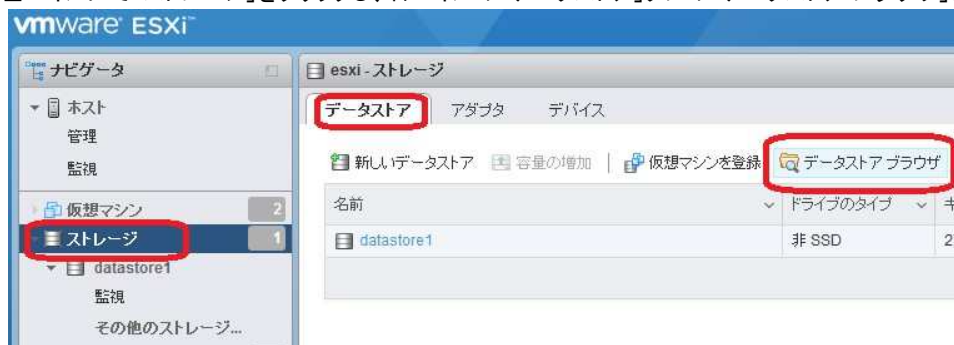 vmware ESXi™
ナビゲータ
ホスト
管理
監視
仮想マシン 2
ストレージ 1
datastore1
監視
その他のストレージ...
esxi - ストレージ
データストア アダプタ デバイス
新しいデータストア 容量の増加 仮想マシンを登録 データストア ブラウザ
名前 ドライブのタイプ
datastore1 非 SSD 2